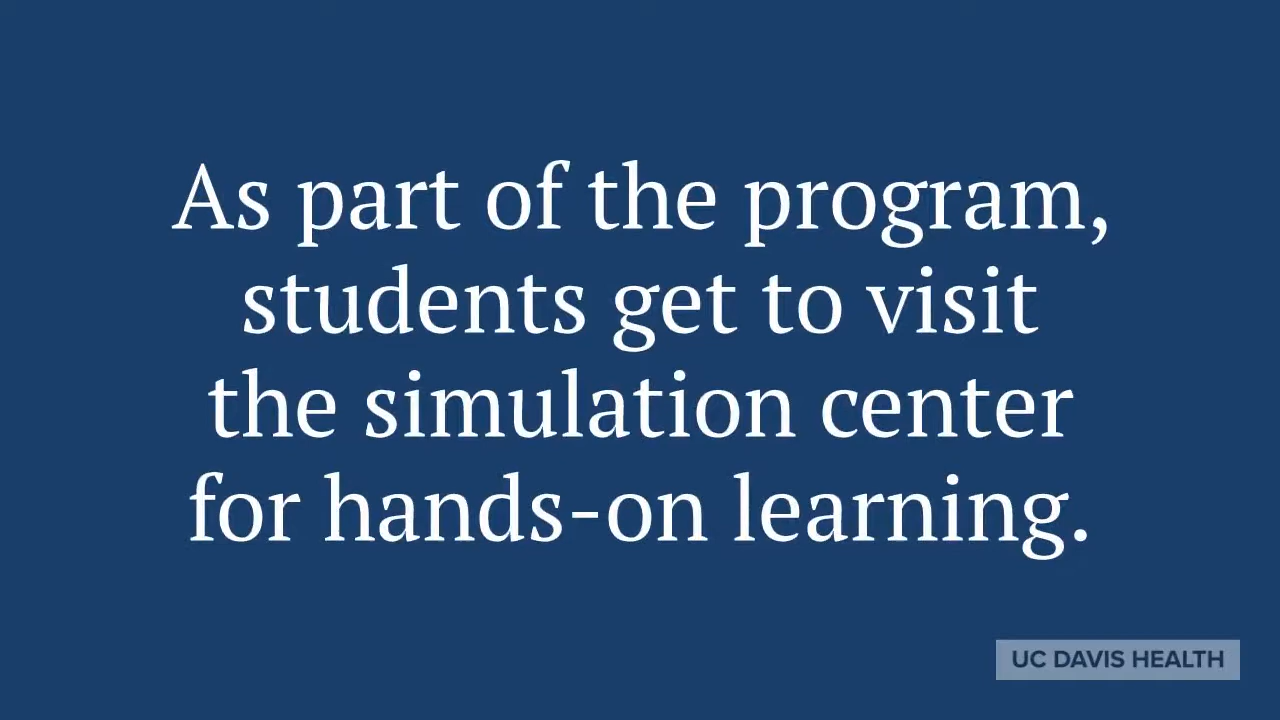 As part of the program,
students get to visit
the simulation center
for hands-on learning.
UC DAVIS HEALTH